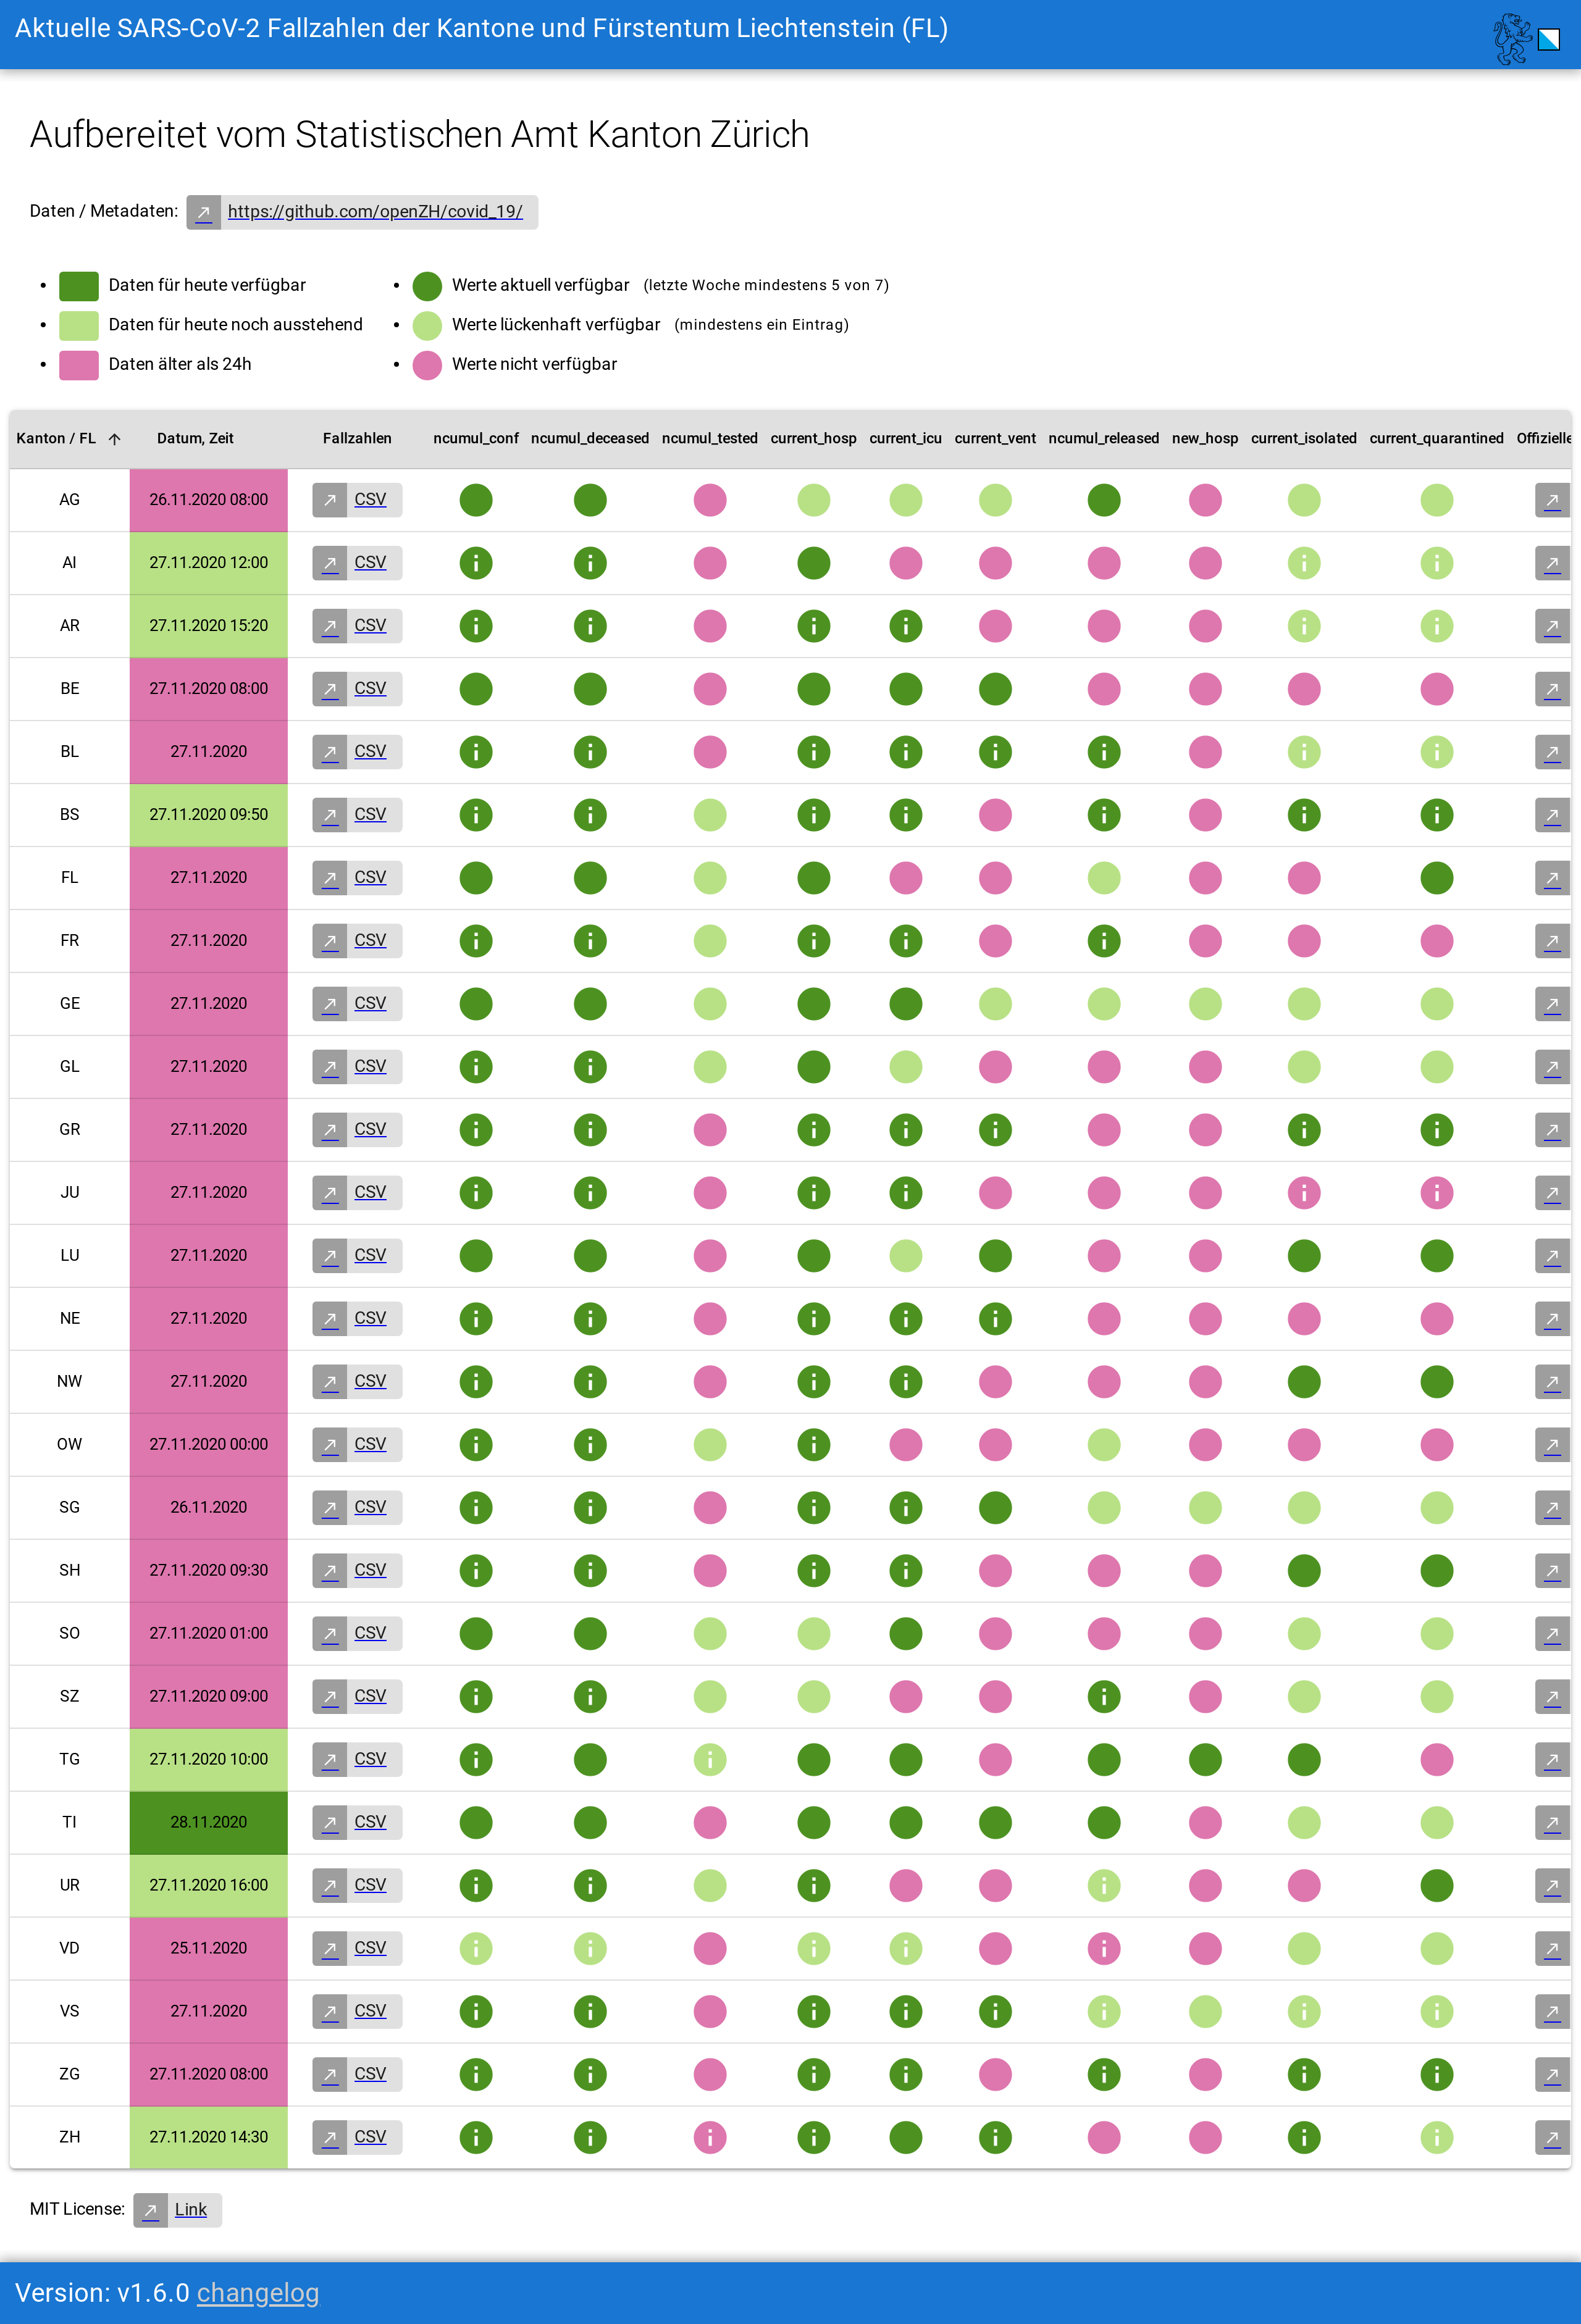 Aktuelle SARS-CoV-2 Fallzahlen der Kantone und Fürstentum Liechtenstein (FL)
Aufbereitet vom Statistischen Amt Kanton Zürich
Daten / Metadaten: https://github.com/openZH/covid_19/
Daten für heute verfügbar
Daten für heute noch ausstehend
Daten älter als 24h
Werte aktuell verfügbar (letzte Woche mindestens 5 von 7)
Werte lückenhaft verfügbar (mindestens ein Eintrag)
Werte nicht verfügbar
Kanton / FL Datum, Zeit Fallzahlen ncumul_conf ncumul_deceased ncumul_tested current_hosp current_icu current_vent ncumul_released new_hosp current_isolated current_quarantined Offizielle
AG 26.11.2020 08:00 CSV
AI 27.11.2020 12:00 CSV
AR 27.11.2020 15:20 CSV
BE 27.11.2020 08:00 CSV
BL 27.11.2020 CSV
BS 27.11.2020 09:50 CSV
FL 27.11.2020 CSV
FR 27.11.2020 CSV
GE 27.11.2020 CSV
GL 27.11.2020 CSV
GR 27.11.2020 CSV
JU 27.11.2020 CSV
LU 27.11.2020 CSV
NE 27.11.2020 CSV
NW 27.11.2020 CSV
OW 27.11.2020 00:00 CSV
SG 26.11.2020 CSV
SH 27.11.2020 09:30 CSV
SO 27.11.2020 01:00 CSV
SZ 27.11.2020 09:00 CSV
TG 27.11.2020 10:00 CSV
TI 28.11.2020 CSV
UR 27.11.2020 16:00 CSV
VD 25.11.2020 CSV
VS 27.11.2020 CSV
ZG 27.11.2020 08:00 CSV
ZH 27.11.2020 14:30 CSV
MIT License: Link
Version: v1.6.0 changelog